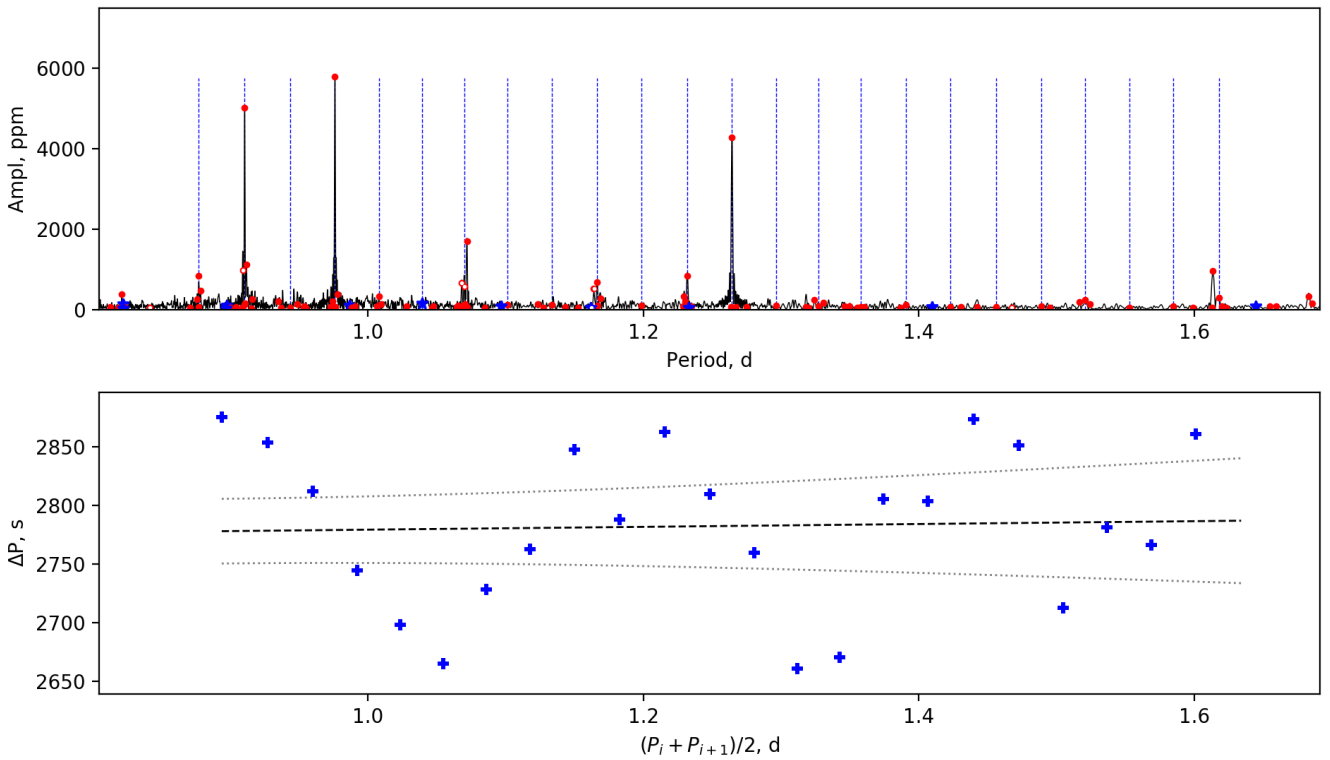 6000
4000
2000
0
Ampl, ppm
1.0 1.2 1.4 1.6
Period, d
2850
2800
2750
2700
2650
ΔP, s
1.0 1.2 1.4 1.6
(P_i + P_{i+1})/2, d